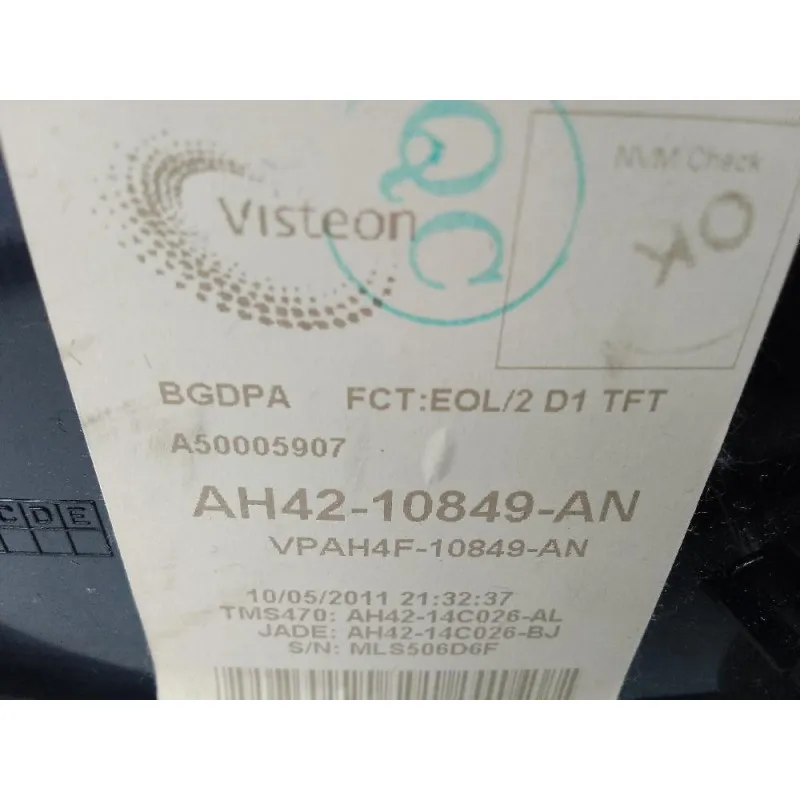 QC
NVM Check
OK
Visteon
BGDPA FCT:EOL/2 D1 TFT
A50005907
AH42-10849-AN
VPAH4F-10849-AN
CDE
10/05/2011 21:32:37
TMS470: AH42-14C026-AL
JADE: AH42-14C026-BJ
S/N: MLS506D6F